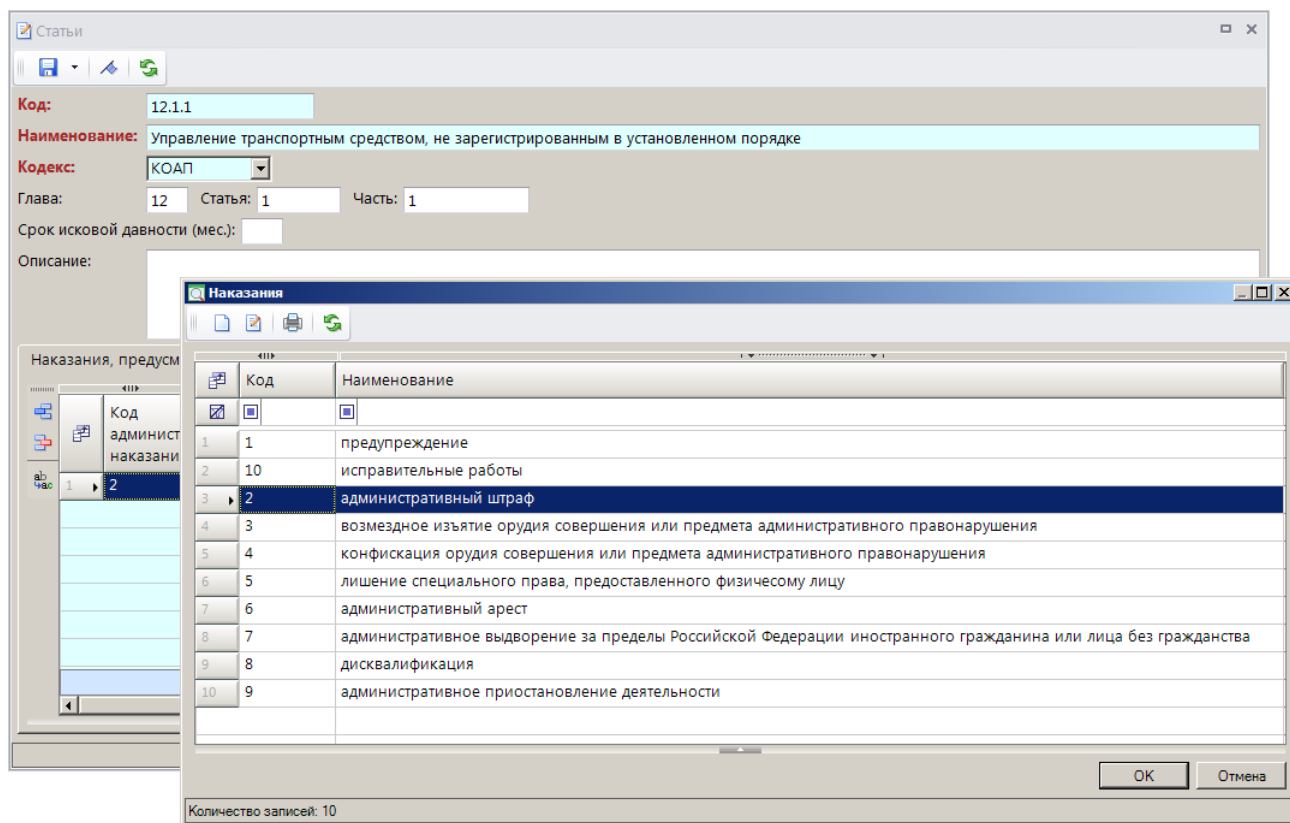 Статьи
Код: 12.1.1
Наименование: Управление транспортным средством, не зарегистрированным в установленном порядке
Кодекс: КОАП
Глава: 12 Статья: 1 Часть: 1
Срок исковой давности (мес.):
Описание:
Наказания, предусм
Код
админист
наказани
1 2
Наказания
Код Наименование
1 1 предупреждение
2 10 исправительные работы
3 2 административный штраф
4 3 возмездное изъятие орудия совершения или предмета административного правонарушения
5 4 конфискация орудия совершения или предмета административного правонарушения
6 5 лишение специального права, предоставленного физичесому лицу
7 6 административный арест
8 7 административное выдворение за пределы Российской Федерации иностранного гражданина или лица без гражданства
9 8 дисквалификация
10 9 административное приостановление деятельности
OK Отмена
Количество записей: 10